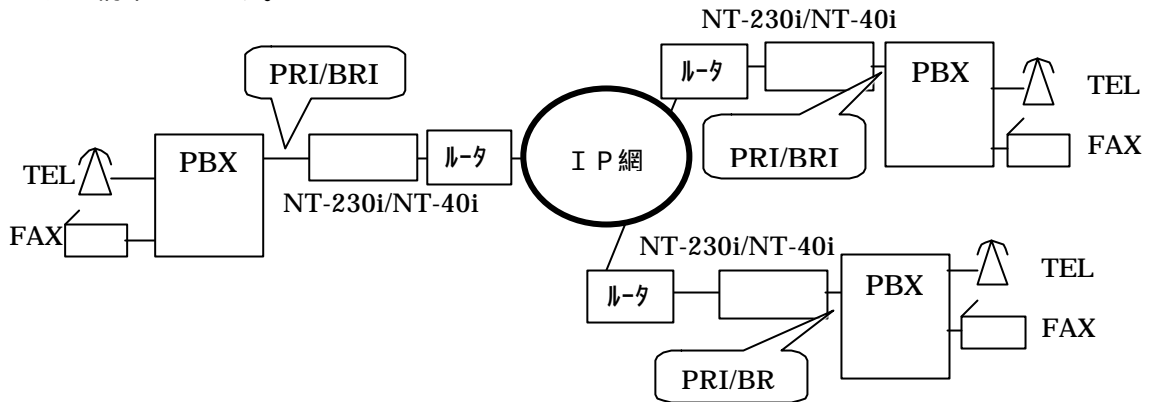 NT-230i/NT-40i
PRI/BRI
ﾙｰﾀ
PBX
TEL
FAX
PRI/BRI
TEL
PBX
FAX
NT-230i/NT-40i
ﾙｰﾀ
ＩＰ網
NT-230i/NT-40i
ﾙｰﾀ
PBX
TEL
FAX
PRI/BR